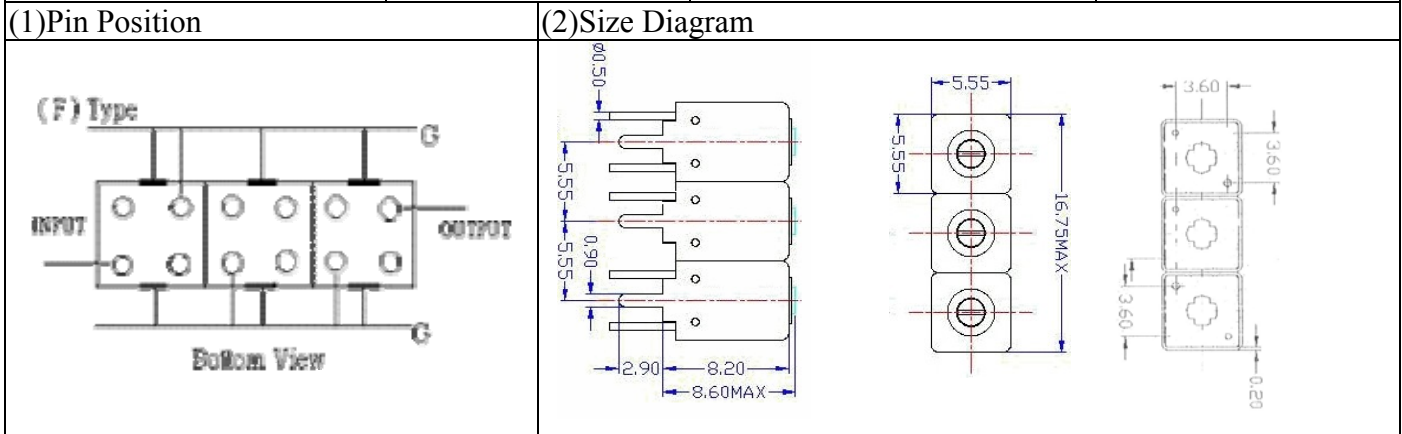 (1)Pin Position
(2)Size Diagram
(F) Type
G
INPUT
OUTPUT
G
Bottom View
Ø0.50
5.55
5.55
0.90
2.90
8.20
8.60MAX
5.55
5.55
16.75MAX
3.60
3.60
3.60
0.20